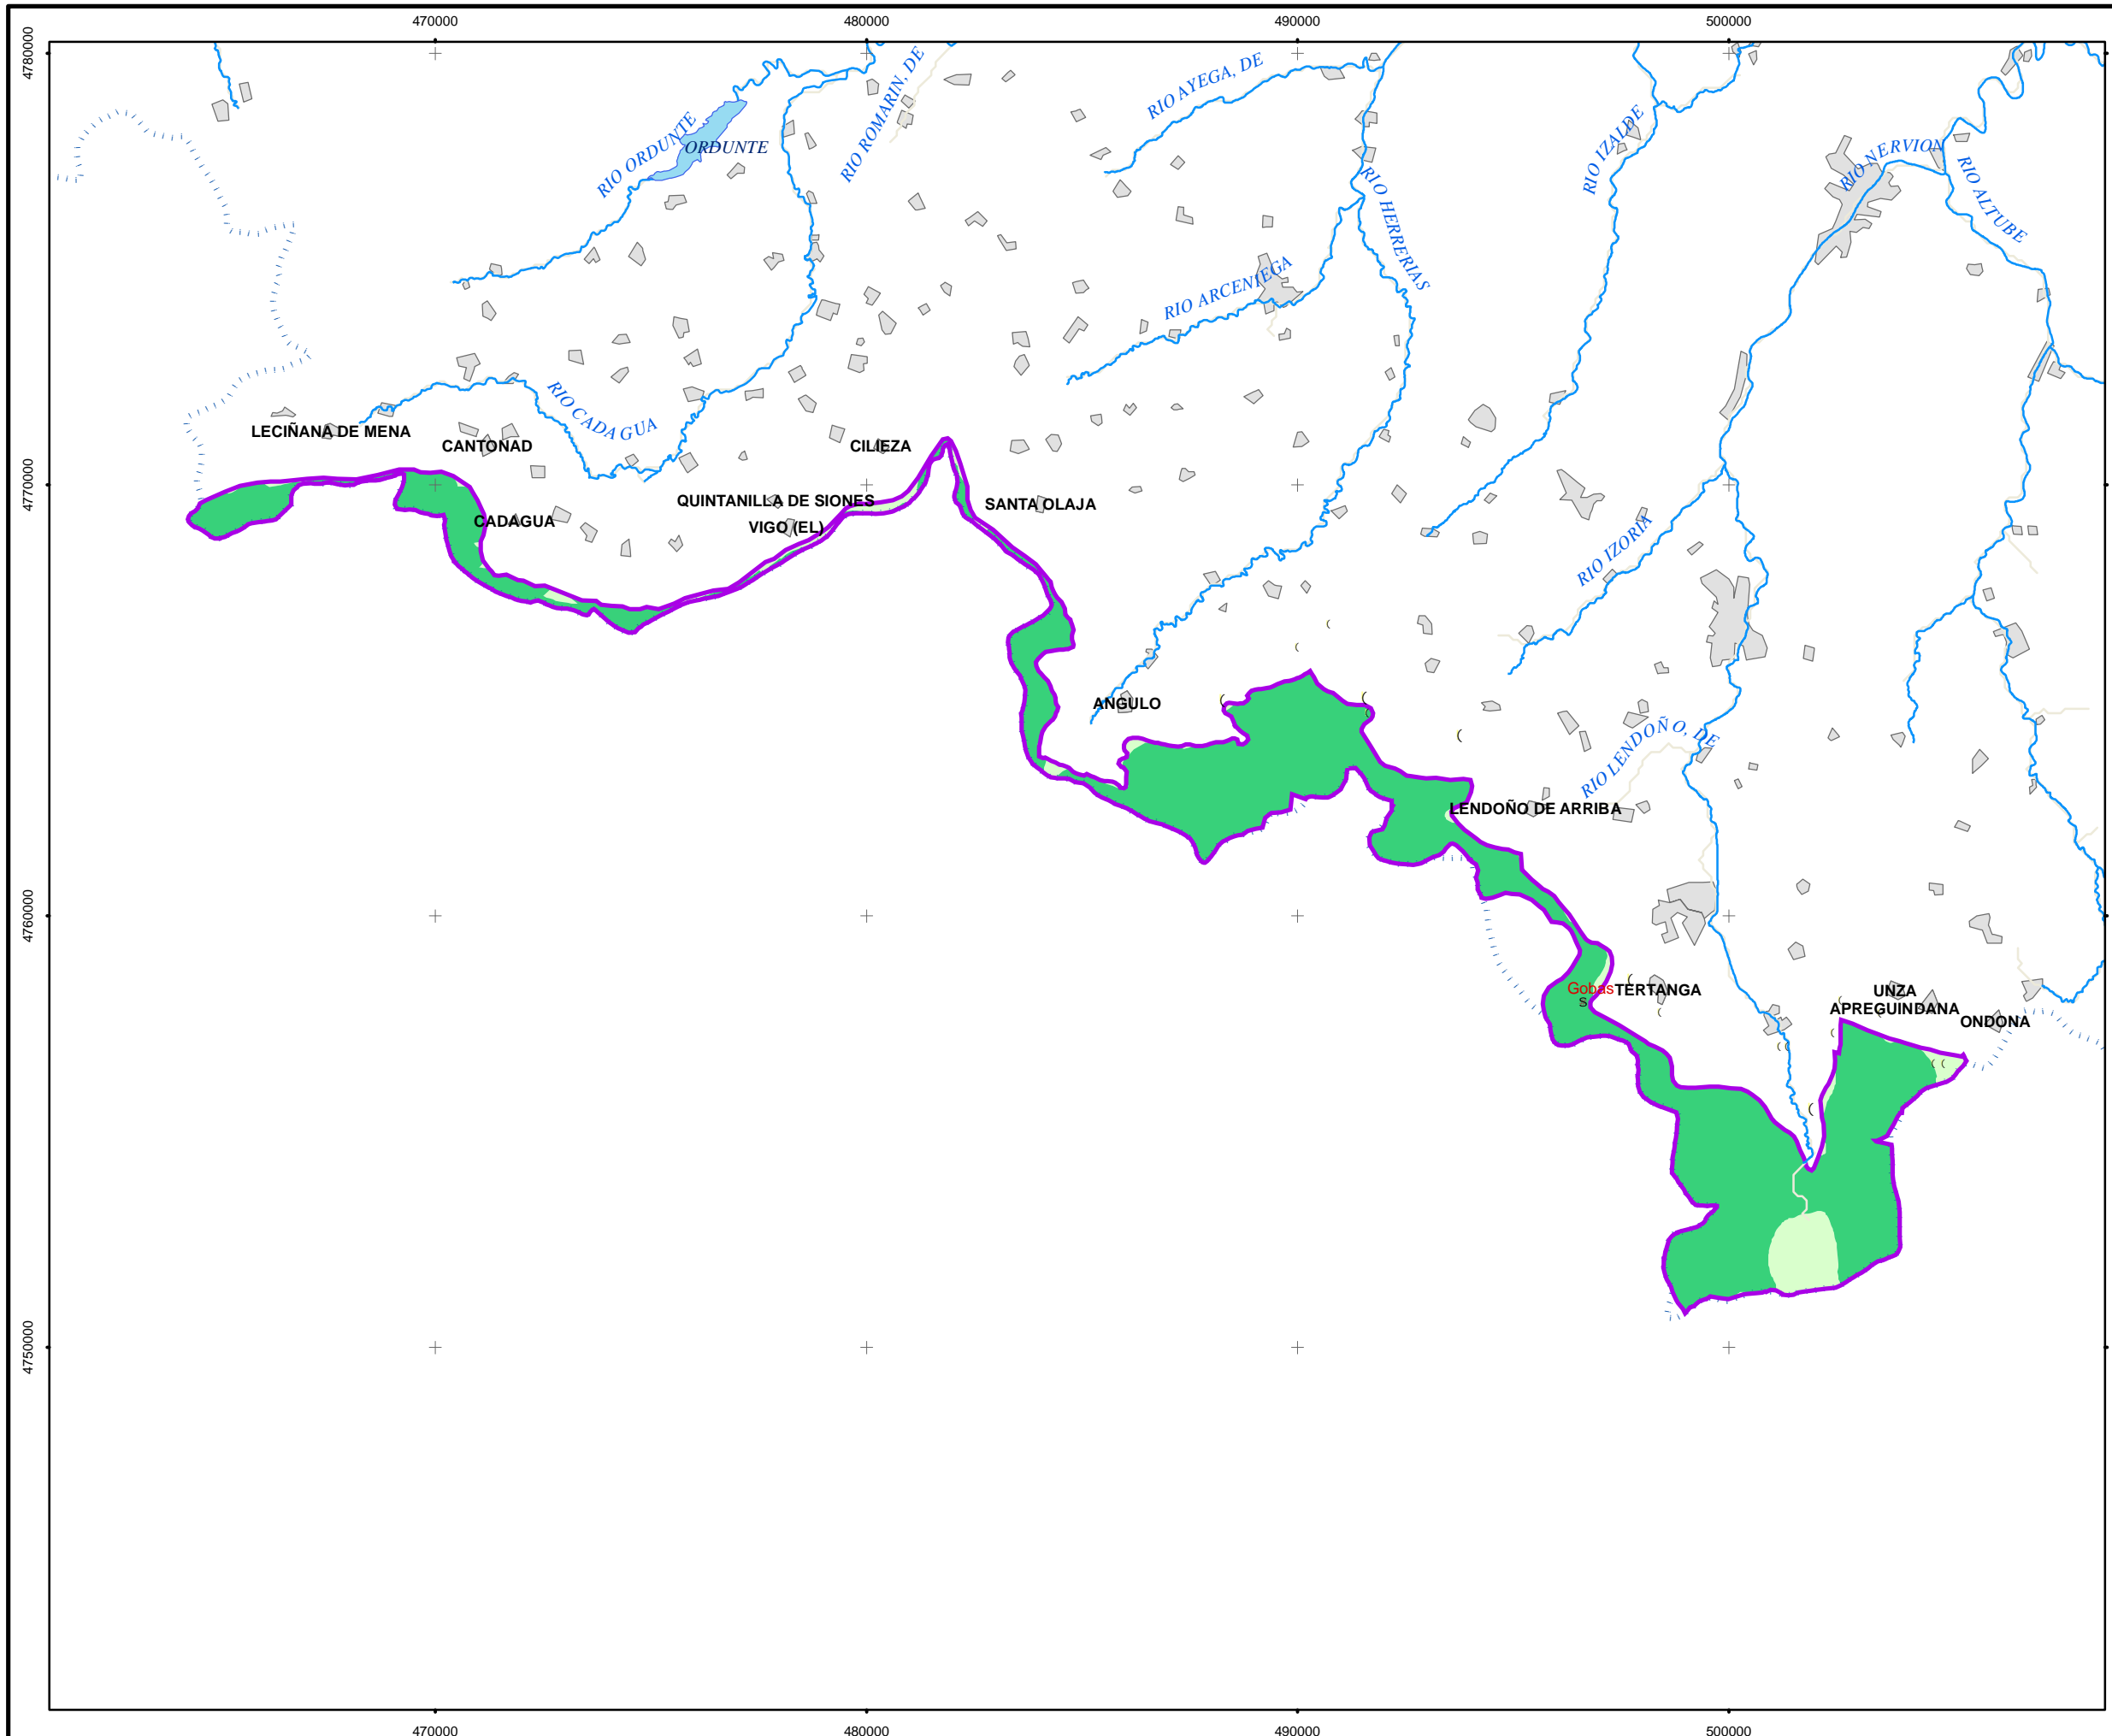 470000 480000 490000 500000
4780000
4770000
4760000
4750000
RIO ROMARIN, DE
RIO AYEGA, DE
RIO ORDUNTE
ORDUNTE
RIO IZALDE
RIO NERVION
RIO ALTUBE
RIO HERRERIAS
RIO ARCENIEGA
RIO CADAGUA
LECIÑANA DE MENA
CANTONAD
CILIEZA
QUINTANILLA DE SIONES
SANTA OLAJA
CADAGUA
VIGO (EL)
RIO IZORIA
ANGULO
RIO LENDOÑO, DE
LENDOÑO DE ARRIBA
Gobas
S
TERTANGA
UNZA
APREGUINDANA
ONDONA
470000 480000 490000 500000